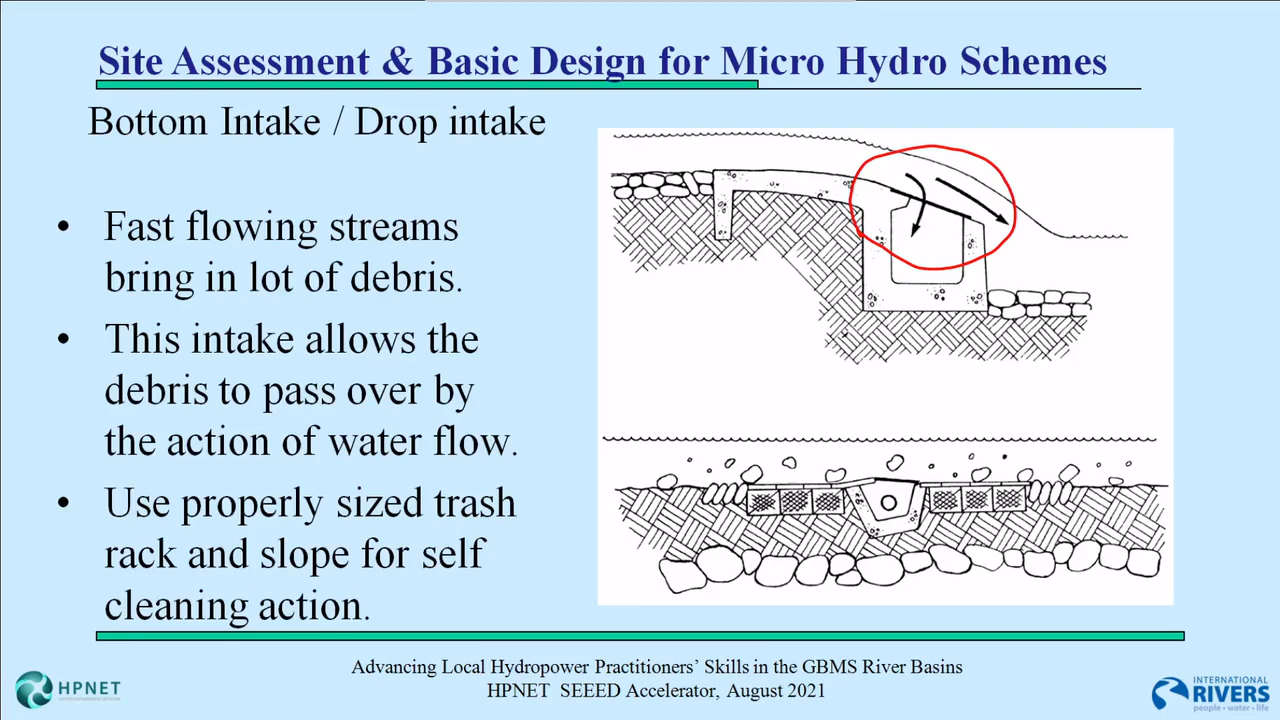 Site Assessment & Basic Design for Micro Hydro Schemes
Bottom Intake / Drop intake
• Fast flowing streams
bring in lot of debris.
• This intake allows the
debris to pass over by
the action of water flow.
• Use properly sized trash
rack and slope for self
cleaning action.
Advancing Local Hydropower Practitioners' Skills in the GBMS River Basins
HPNET SEEED Accelerator, August 2021
HPNET
INTERNATIONAL
RIVERS
people • water • life